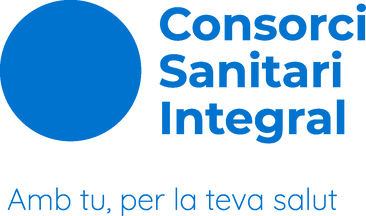 Consorci
Sanitari
Integral
Amb tu, per la teva salut